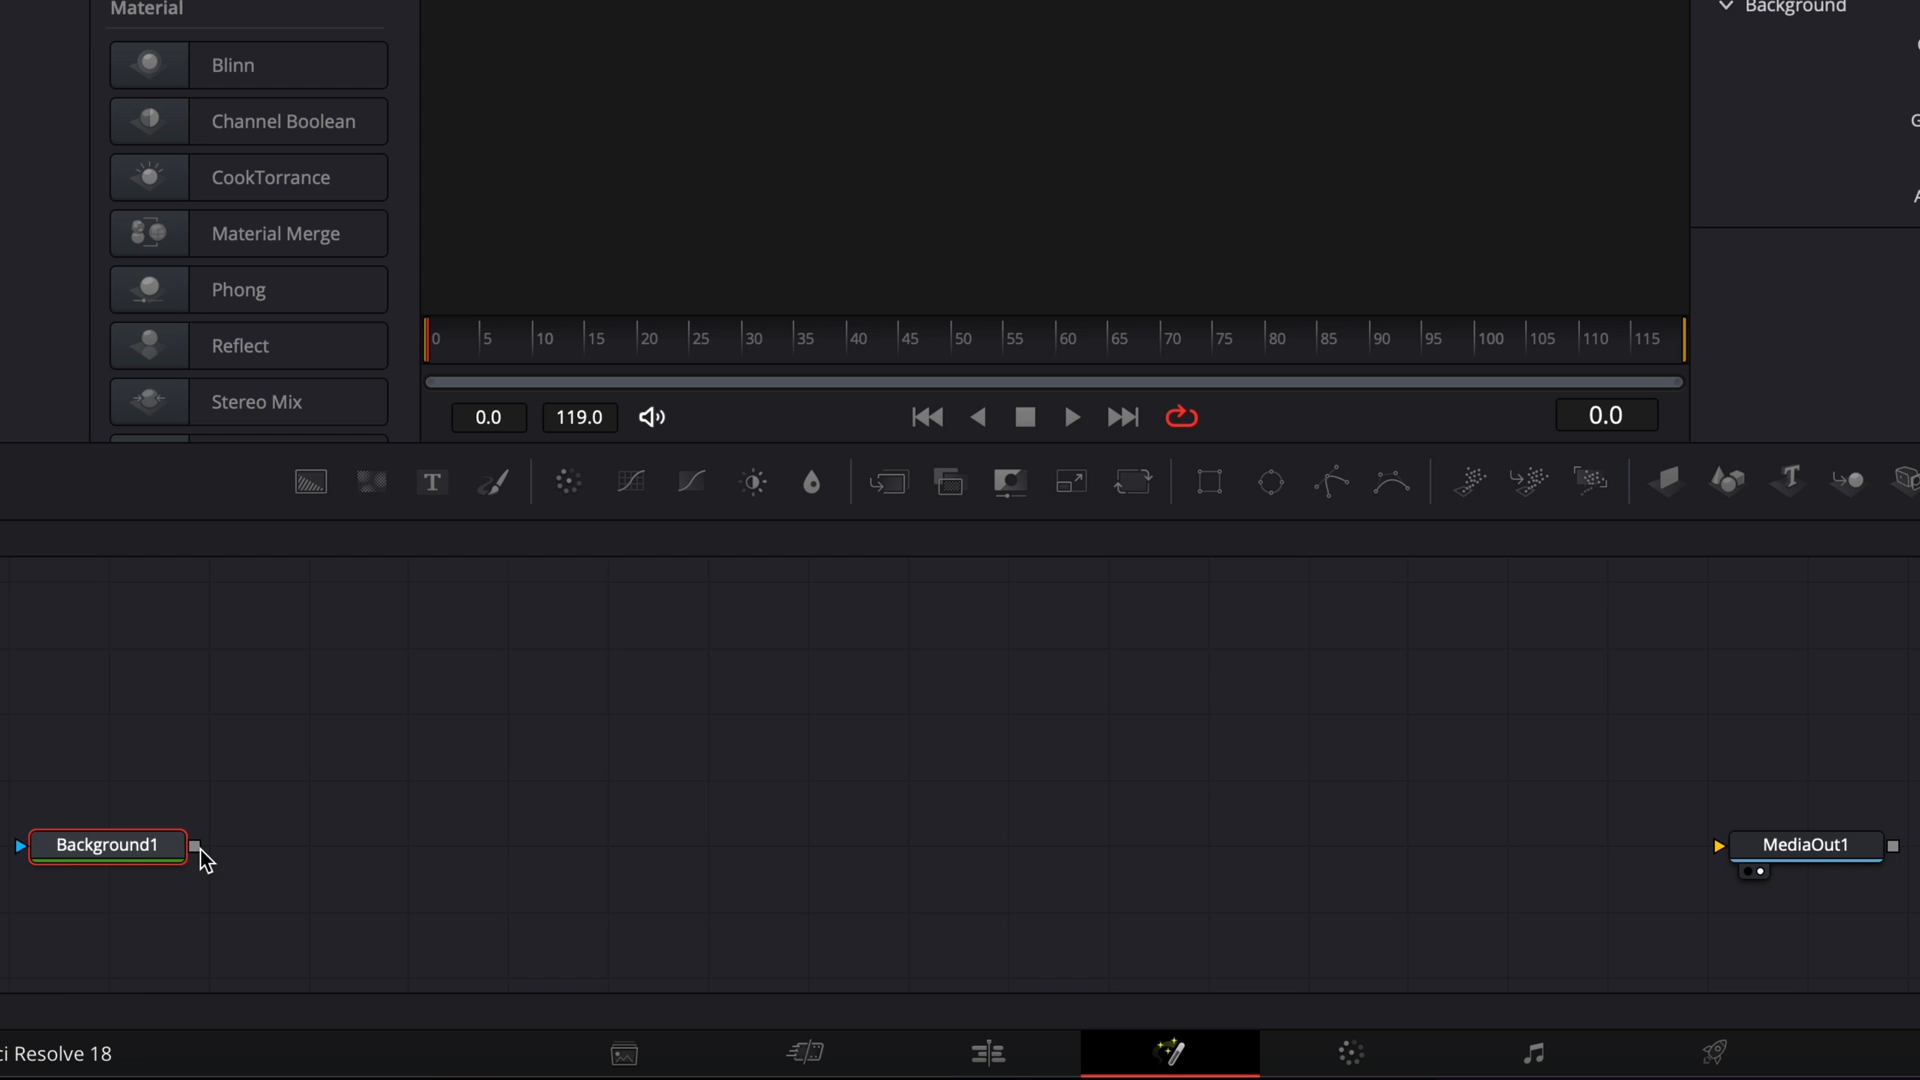 Material
Background
Blinn
Channel Boolean
CookTorrance
Material Merge
Phong
Reflect
Stereo Mix
0 5 10 15 20 25 30 35 40 45 50 55 60 65 70 75 80 85 90 95 100 105 110 115
0.0 119.0 0.0
T
Background1
MediaOut1
ci Resolve 18